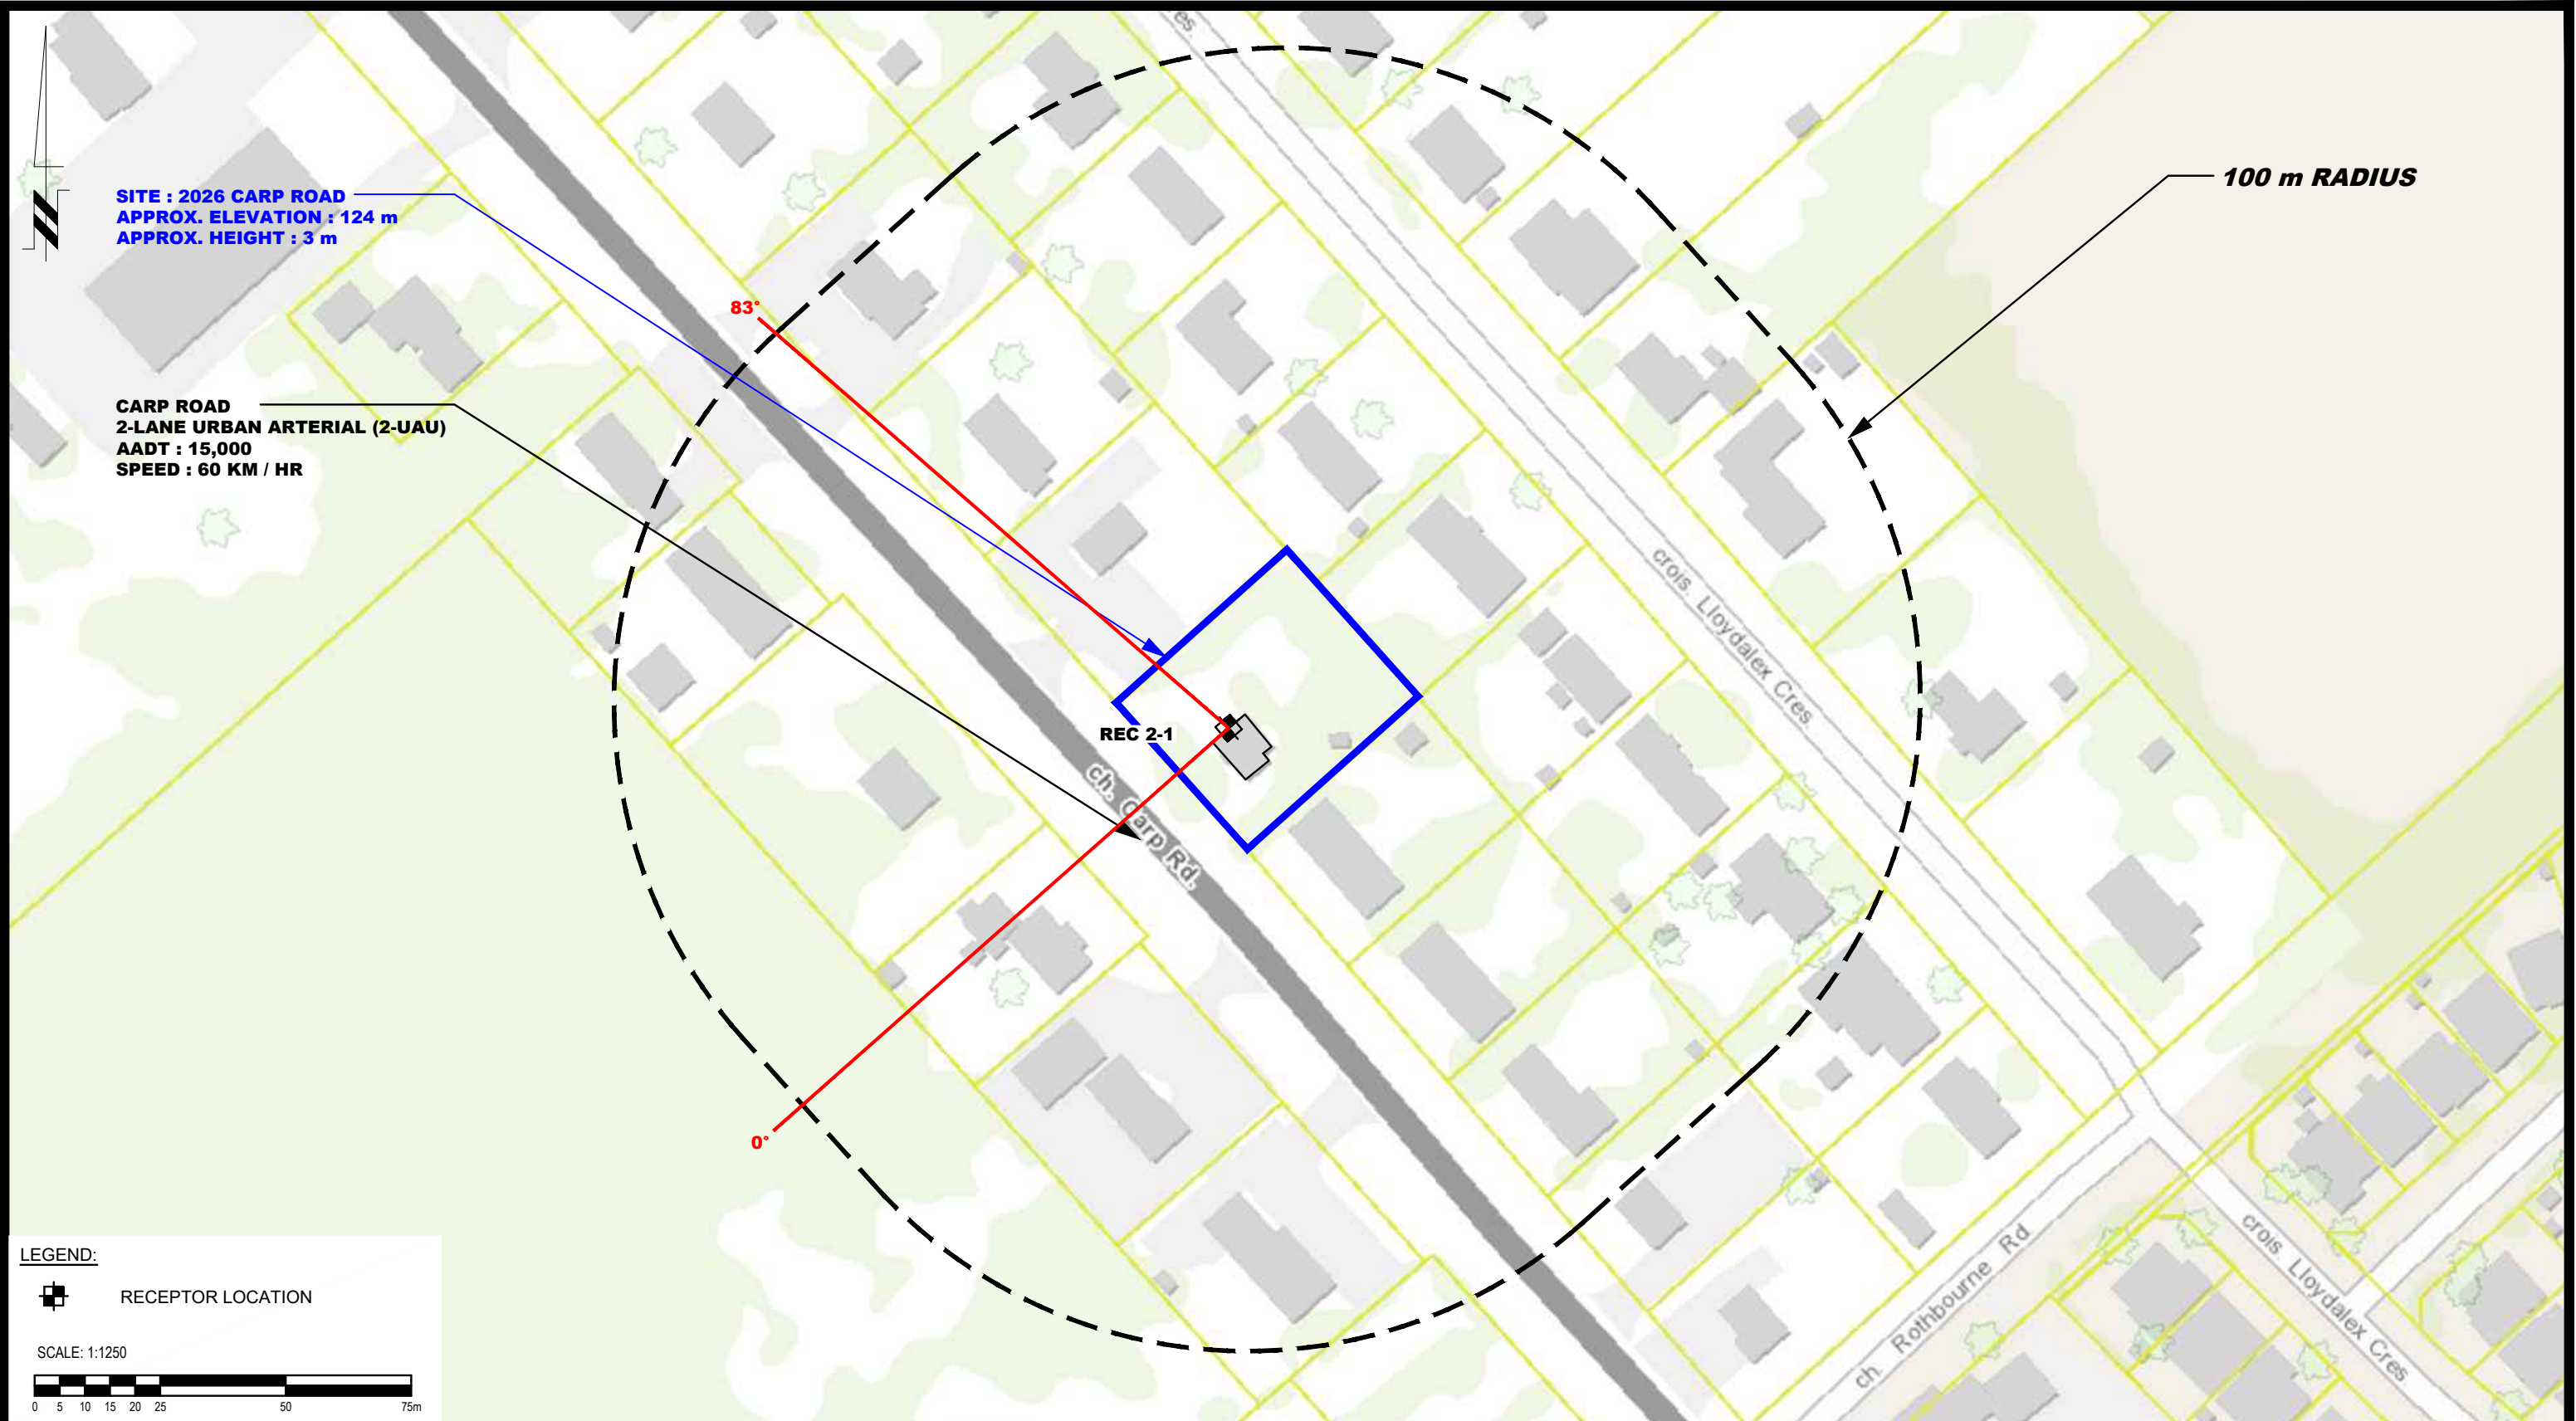 res.
SITE : 2026 CARP ROAD
APPROX. ELEVATION : 124 m
APPROX. HEIGHT : 3 m
100 m RADIUS
83°
CARP ROAD
2-LANE URBAN ARTERIAL (2-UAU)
AADT : 15,000
SPEED : 60 KM / HR
crois. Lloydalex Cres.
REC 2-1
ch. Carp Rd.
0°
ch. Rothbourne Rd
crois. Lloydalex Cres
LEGEND:
RECEPTOR LOCATION
SCALE: 1:1250
0 5 10 15 20 25 50 75m